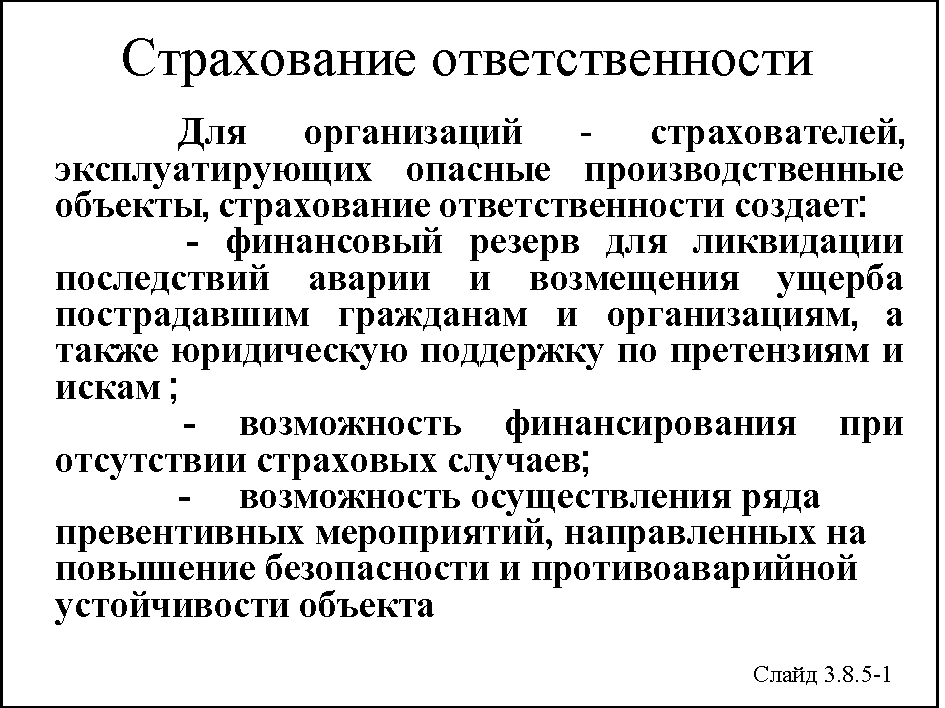 Страхование ответственности
Для организаций - страхователей,
эксплуатирующих опасные производственные
объекты, страхование ответственности создает:
- финансовый резерв для ликвидации
последствий аварии и возмещения ущерба
пострадавшим гражданам и организациям, а
также юридическую поддержку по претензиям и
искам ;
- возможность финансирования при
отсутствии страховых случаев;
- возможность осуществления ряда
превентивных мероприятий, направленных на
повышение безопасности и противоаварийной
устойчивости объекта
Слайд 3.8.5-1